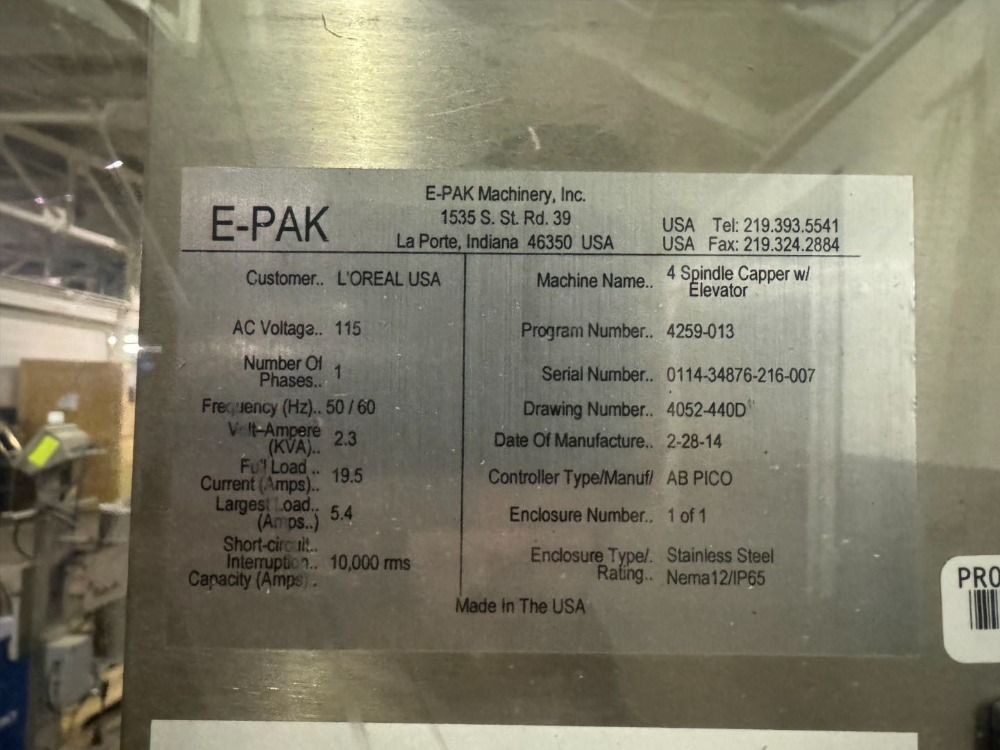 E-PAK
E-PAK Machinery, Inc.
1535 S. St. Rd. 39
La Porte, Indiana 46350 USA
USA Tel: 219.393.5541
USA Fax: 219.324.2884
Customer.. L'OREAL USA
AC Voltage.. 115
Number Of
Phases.. 1
Frequency (Hz).. 50 / 60
Volt-Ampere
(KVA).. 2.3
Full Load ..
Current (Amps).. 19.5
Largest Load..
(Amps..) 5.4
Short-circuit..
Interruption.. 10,000 rms
Capacity (Amps) .
Machine Name.. 4 Spindle Capper w/
Elevator
Program Number.. 4259-013
Serial Number.. 0114-34876-216-007
Drawing Number.. 4052-440D
Date Of Manufacture.. 2-28-14
Controller Type/Manuf/ AB PICO
Enclosure Number.. 1 of 1
Enclosure Type/. Stainless Steel
Rating.. Nema12/IP65
Made In The USA
PRO